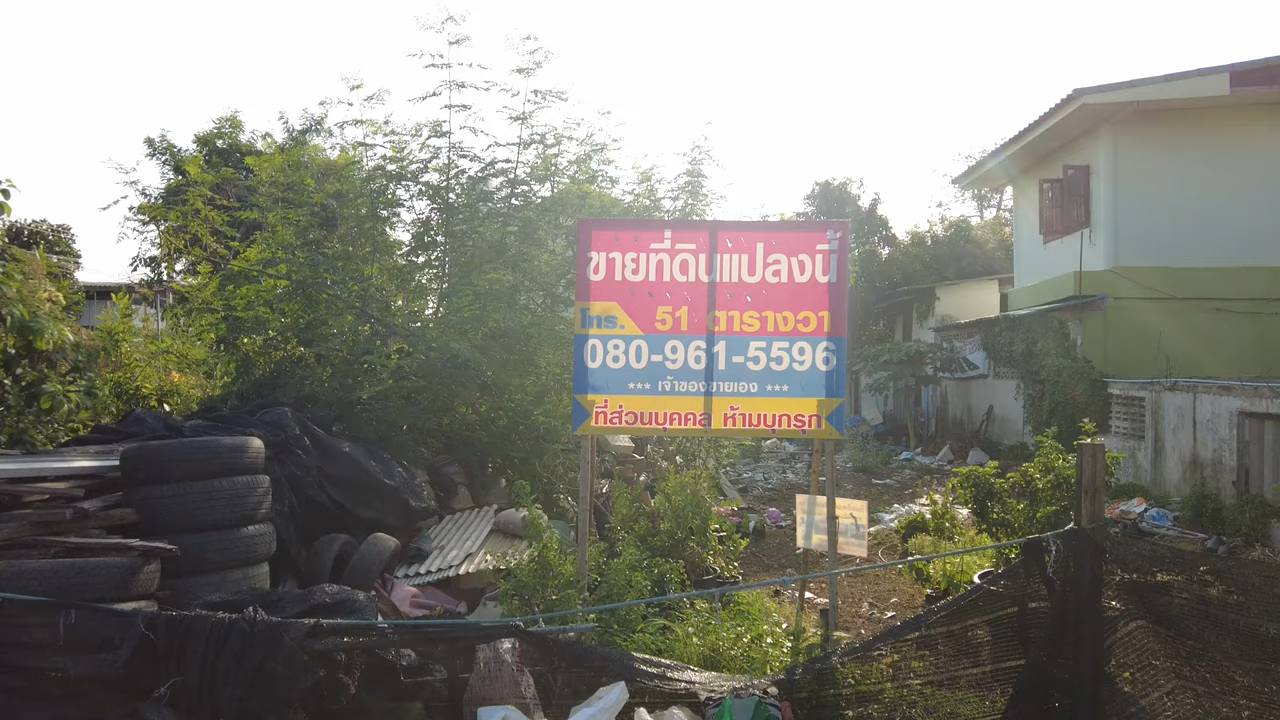 ขายที่ดินแปลงนี้
โทร. 51 ตารางวา
080-961-5596
*** เจ้าของขายเอง ***
ที่ส่วนบุคคล ห้ามบุกรุก